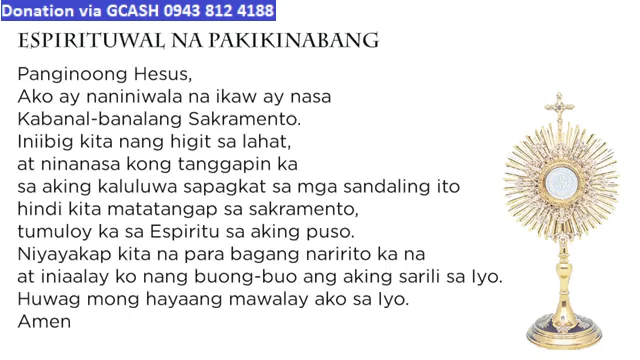 Donation via GCASH 0943 812 4188
ESPIRITUWAL NA PAKIKINABANG
Panginoong Hesus,
Ako ay naniniwala na ikaw ay nasa
Kabanal-banalang Sakramento.
Iniibig kita nang higit sa lahat,
at ninanasa kong tanggapin ka
sa aking kaluluwa sapagkat sa mga sandaling ito
hindi kita matatangap sa sakramento,
tumuloy ka sa Espiritu sa aking puso.
Niyayakap kita na para bagang naririto ka na
at iniaalay ko nang buong-buo ang aking sarili sa Iyo.
Huwag mong hayaang mawalay ako sa Iyo.
Amen